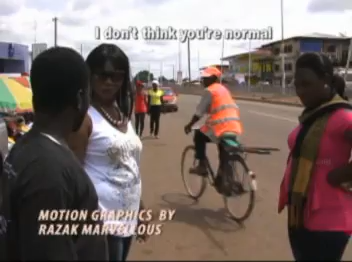 I don't think you're normal
MOTION GRAPHICS BY
RAZAK MARVELLOUS